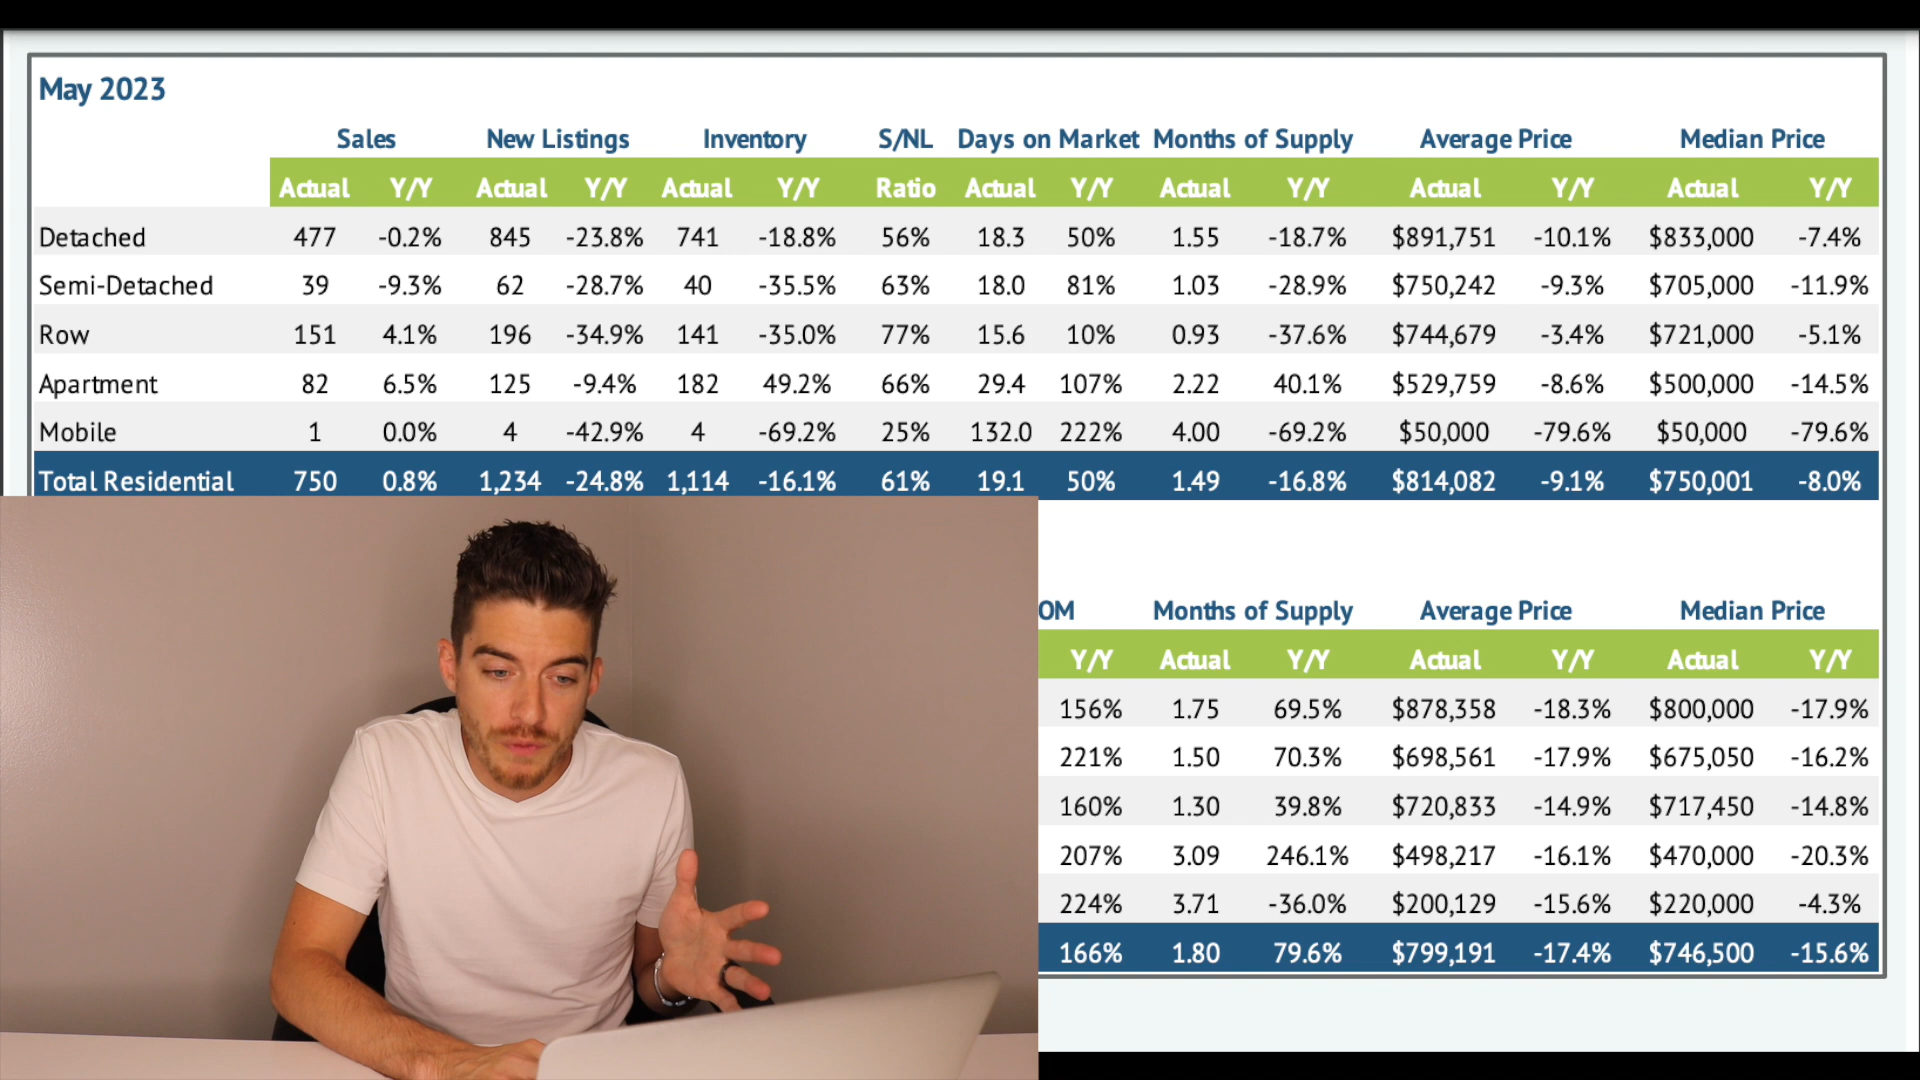 May 2023
Sales New Listings Inventory S/NL Days on Market Months of Supply Average Price Median Price
Actual Y/Y Actual Y/Y Actual Y/Y Ratio Actual Y/Y Actual Y/Y Actual Y/Y Actual Y/Y
Detached 477 -0.2% 845 -23.8% 741 -18.8% 56% 18.3 50% 1.55 -18.7% $891,751 -10.1% $833,000 -7.4%
Semi-Detached 39 -9.3% 62 -28.7% 40 -35.5% 63% 18.0 81% 1.03 -28.9% $750,242 -9.3% $705,000 -11.9%
Row 151 4.1% 196 -34.9% 141 -35.0% 77% 15.6 10% 0.93 -37.6% $744,679 -3.4% $721,000 -5.1%
Apartment 82 6.5% 125 -9.4% 182 49.2% 66% 29.4 107% 2.22 40.1% $529,759 -8.6% $500,000 -14.5%
Mobile 1 0.0% 4 -42.9% 4 -69.2% 25% 132.0 222% 4.00 -69.2% $50,000 -79.6% $50,000 -79.6%
Total Residential 750 0.8% 1,234 -24.8% 1,114 -16.1% 61% 19.1 50% 1.49 -16.8% $814,082 -9.1% $750,001 -8.0%
OM Months of Supply Average Price Median Price
Y/Y Actual Y/Y Actual Y/Y Actual Y/Y
156% 1.75 69.5% $878,358 -18.3% $800,000 -17.9%
221% 1.50 70.3% $698,561 -17.9% $675,050 -16.2%
160% 1.30 39.8% $720,833 -14.9% $717,450 -14.8%
207% 3.09 246.1% $498,217 -16.1% $470,000 -20.3%
224% 3.71 -36.0% $200,129 -15.6% $220,000 -4.3%
166% 1.80 79.6% $799,191 -17.4% $746,500 -15.6%